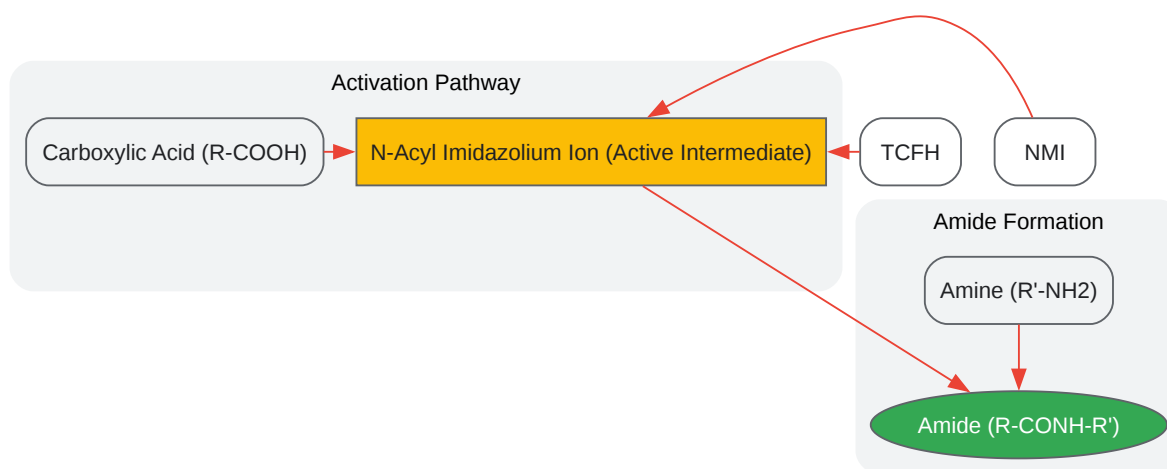 Activation Pathway
Carboxylic Acid (R-COOH)
N-Acyl Imidazolium Ion (Active Intermediate)
TCFH
NMI
Amide Formation
Amine (R'-NH2)
Amide (R-CONH-R')